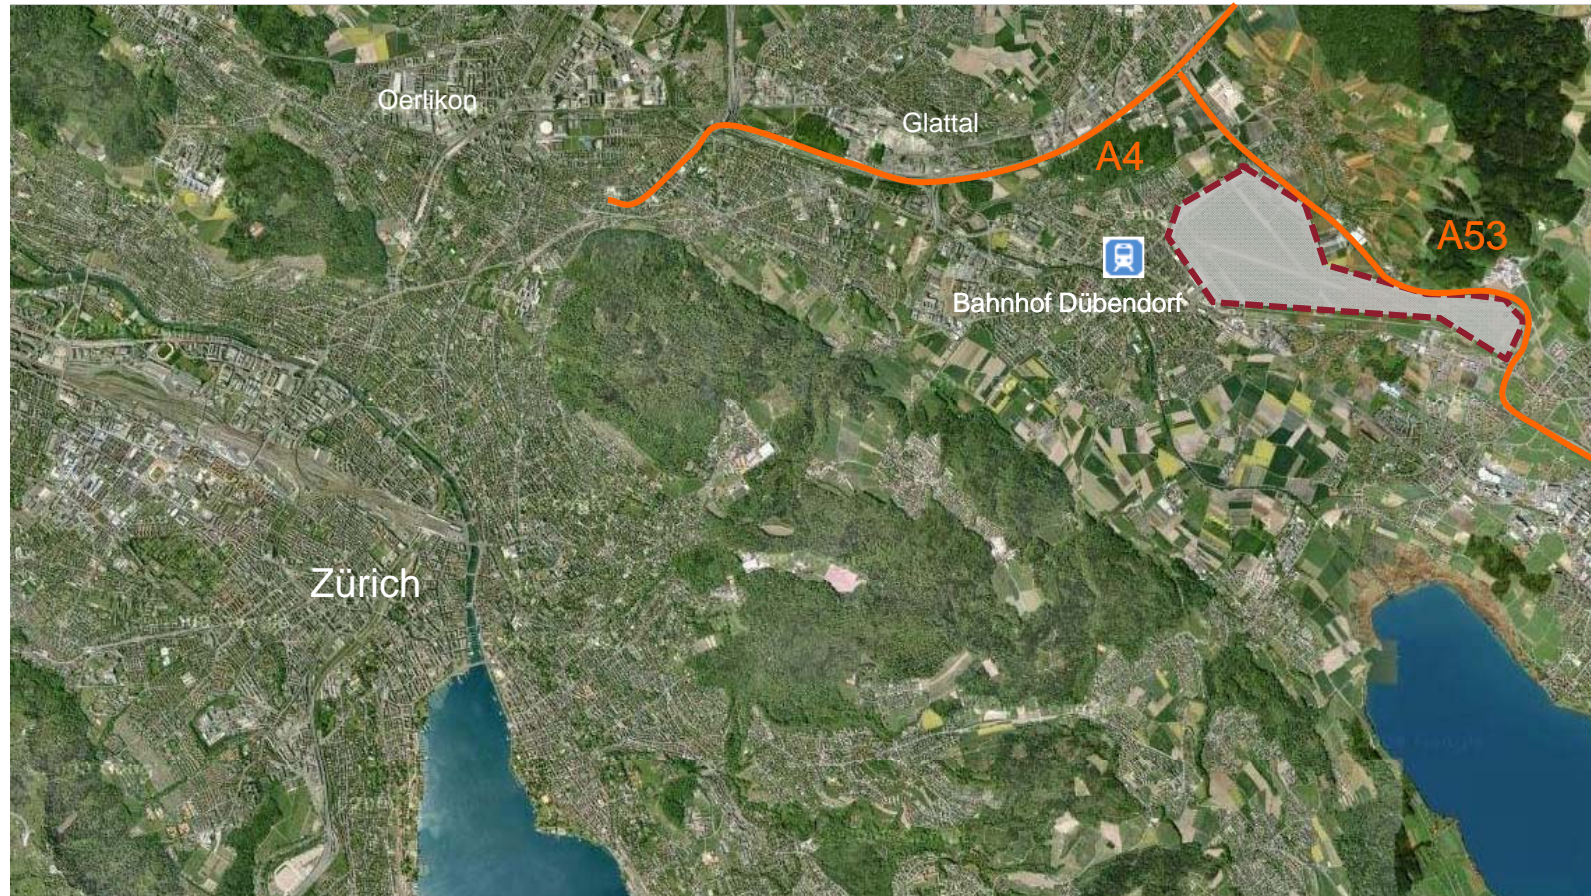 Oerlikon
Glattal
A4
A53
Bahnhof Dübendorf
Zürich